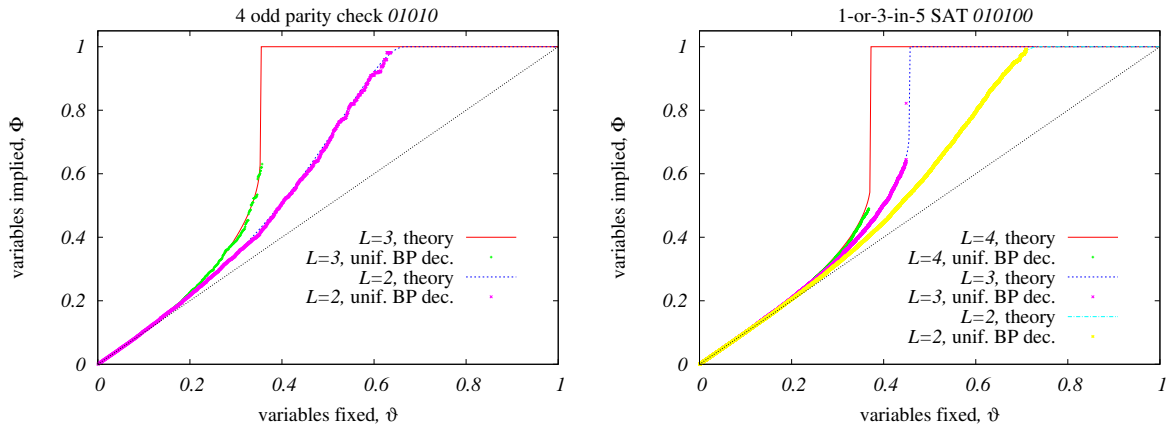 4 odd parity check 01010
1
0.8
0.6
0.4
0.2
0
0
0.2
0.4
0.6
0.8
1
variables implied, Φ
variables fixed, ϑ
L=3, theory
L=3, unif. BP dec.
L=2, theory
L=2, unif. BP dec.
1-or-3-in-5 SAT 010100
1
0.8
0.6
0.4
0.2
0
0
0.2
0.4
0.6
0.8
1
variables implied, Φ
variables fixed, ϑ
L=4, theory
L=4, unif. BP dec.
L=3, theory
L=3, unif. BP dec.
L=2, theory
L=2, unif. BP dec.